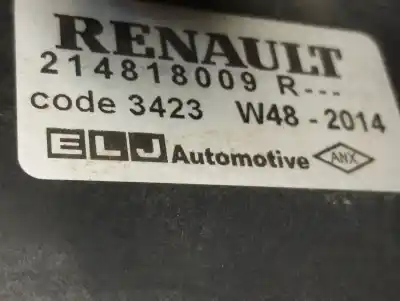 RENAULT
214818009 R---
code 3423 W48 - 2014
ELJ Automotive ANX